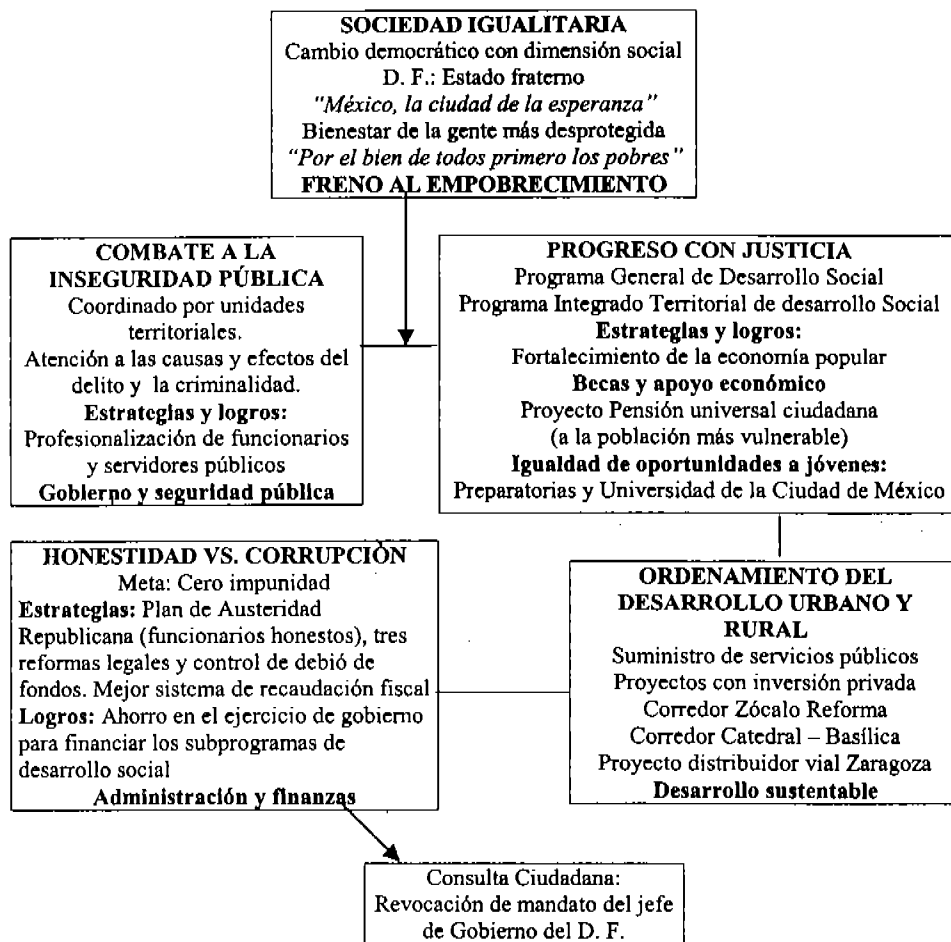 SOCIEDAD IGUALITARIA
Cambio democrático con dimensión social
D. F.: Estado fraterno
"México, la ciudad de la esperanza"
Bienestar de la gente más desprotegida
"Por el bien de todos primero los pobres"
FRENO AL EMPOBRECIMIENTO
COMBATE A LA
INSEGURIDAD PÚBLICA
Coordinado por unidades
territoriales.
Atención a las causas y efectos del
delito y la criminalidad.
Estrategias y logros:
Profesionalización de funcionarios
y servidores públicos
Gobierno y seguridad pública
PROGRESO CON JUSTICIA
Programa General de Desarrollo Social
Programa Integrado Territorial de desarrollo Social
Estrategias y logros:
Fortalecimiento de la economía popular
Becas y apoyo económico
Proyecto Pensión universal ciudadana
(a la población más vulnerable)
Igualdad de oportunidades a jóvenes:
Preparatorias y Universidad de la Ciudad de México
HONESTIDAD VS. CORRUPCIÓN
Meta: Cero impunidad
Estrategias: Plan de Austeridad
Republicana (funcionarios honestos), tres
reformas legales y control de debió de
fondos. Mejor sistema de recaudación fiscal
Logros: Ahorro en el ejercicio de gobierno
para financiar los subprogramas de
desarrollo social
Administración y finanzas
ORDENAMIENTO DEL
DESARROLLO URBANO Y
RURAL
Suministro de servicios públicos
Proyectos con inversión privada
Corredor Zócalo Reforma
Corredor Catedral – Basílica
Proyecto distribuidor vial Zaragoza
Desarrollo sustentable
Consulta Ciudadana:
Revocación de mandato del jefe
de Gobierno del D. F.